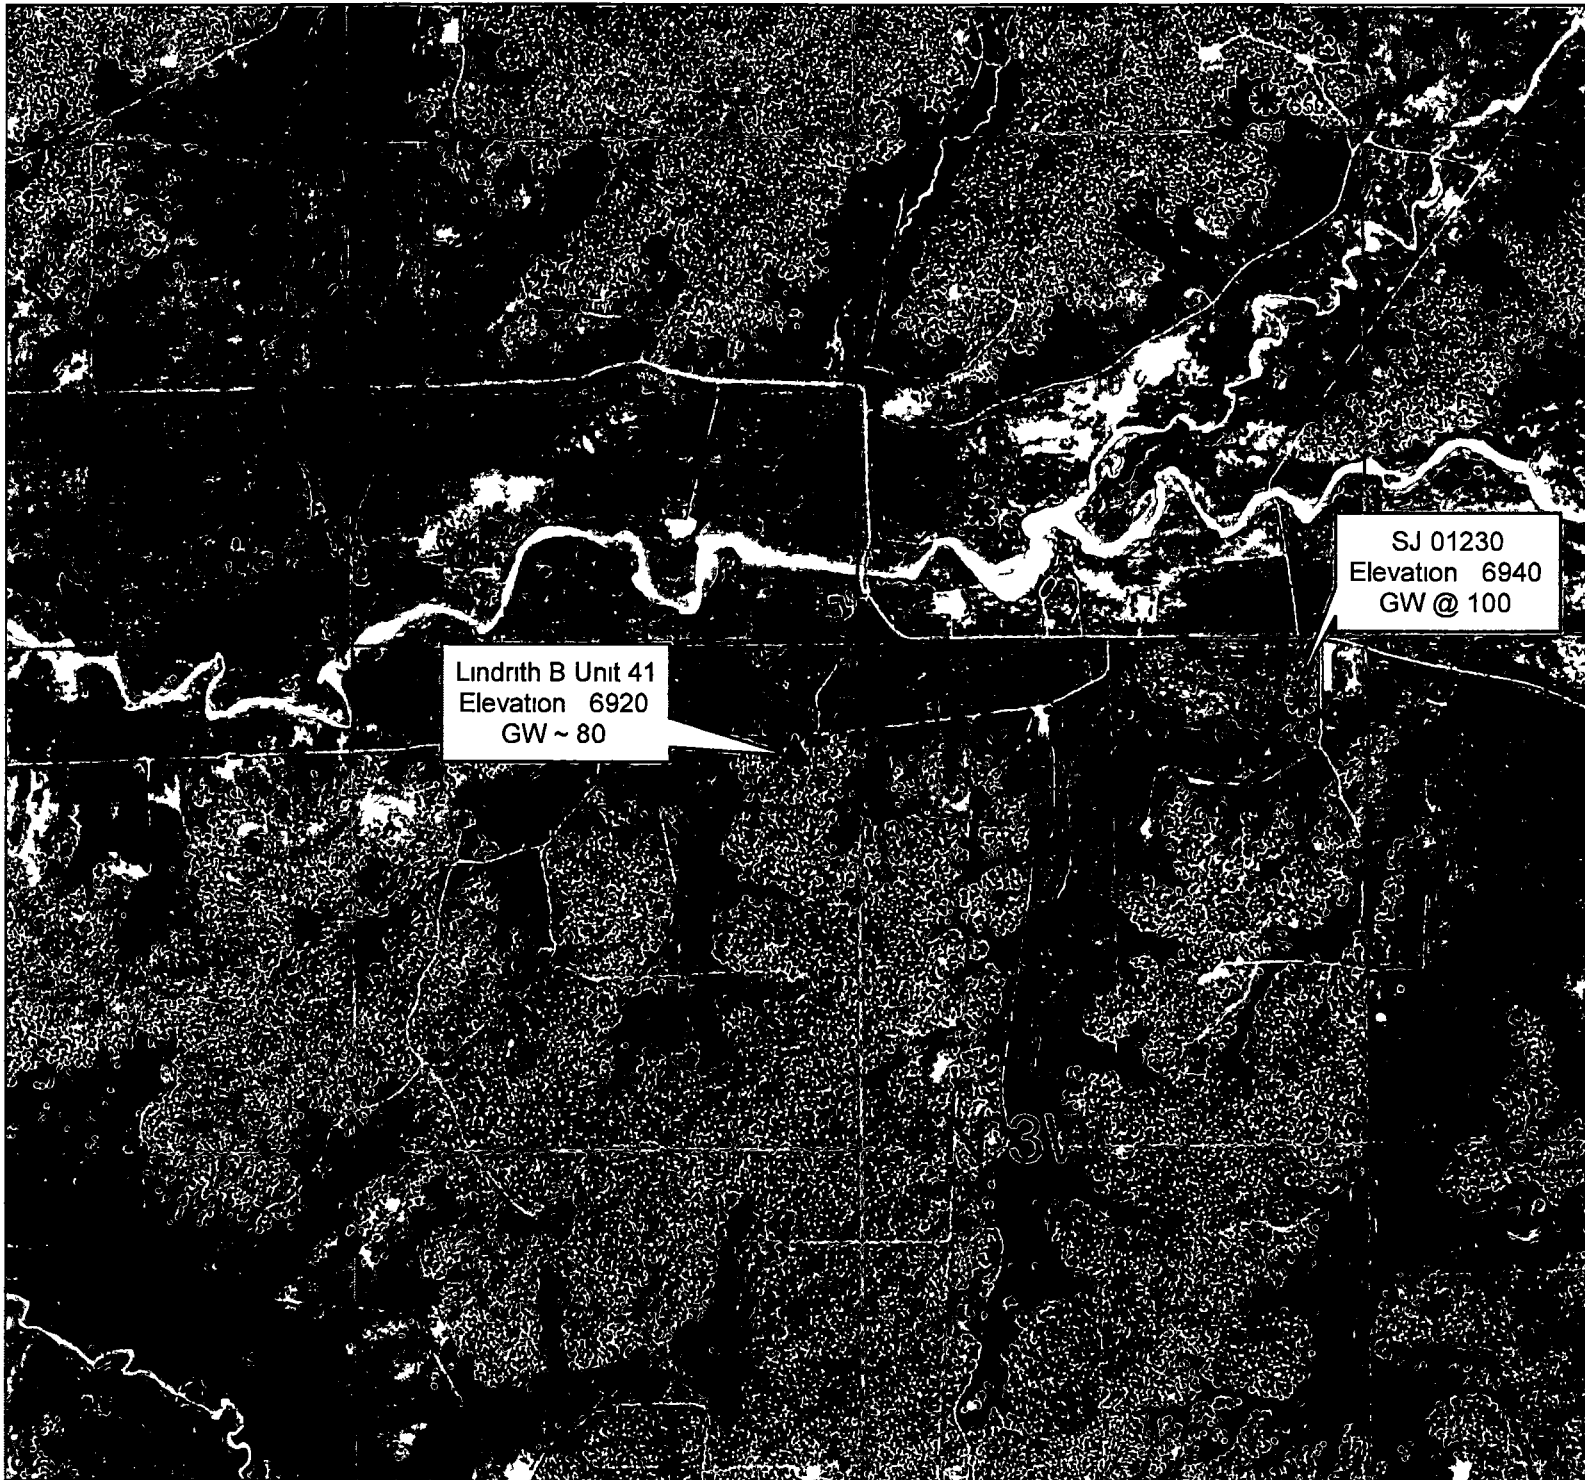 SJ 01230
Elevation 6940
GW @ 100
Lindrith B Unit 41
Elevation 6920
GW ~ 80